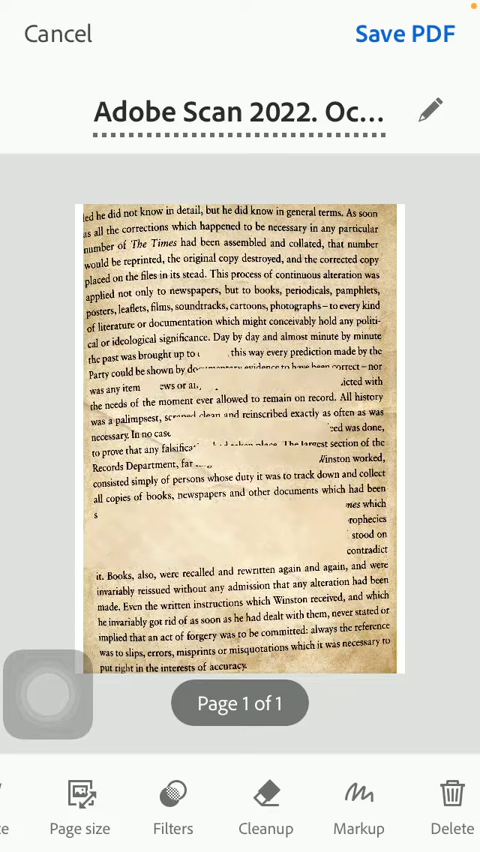 Cancel
Save PDF
Adobe Scan 2022. Oc...
led he did not know in detail, but he did know in general terms. As soon
as all the corrections which happened to be necessary in any particular
number of The Times had been assembled and collated, that number
would be reprinted, the original copy destroyed, and the corrected copy
placed on the files in its stead. This process of continuous alteration was
applied not only to newspapers, but to books, periodicals, pamphlets,
posters, leaflets, films, soundtracks, cartoons, photographs – to every kind
of literature or documentation which might conceivably hold any politi-
cal or ideological significance. Day by day and almost minute by minute
the past was brought up to this way every prediction made by the
Party could be shown by documentary evidence to have been correct – nor
was any item ews or icted with
the needs of the moment ever allowed to remain on record. All history
was a palimpsest, scraped clean and reinscribed exactly as often as was
necessary. In no case was done,
to prove that any falsifica taken place. The largest section of the
Records Department, far Winston worked,
consisted simply of persons whose duty it was to track down and collect
all copies of books, newspapers and other documents which had been
s mes which
rophecies
stood on
contradict
it. Books, also, were recalled and rewritten again and again, and were
invariably reissued without any admission that any alteration had been
made. Even the written instructions which Winston received, and which
he invariably got rid of as soon as he had dealt with them, never stated or
implied that an act of forgery was to be committed: always the reference
was to slips, errors, misprints or misquotations which it was necessary to
put right in the interests of accuracy.
Page 1 of 1
Page size
Filters
Cleanup
Markup
Delete